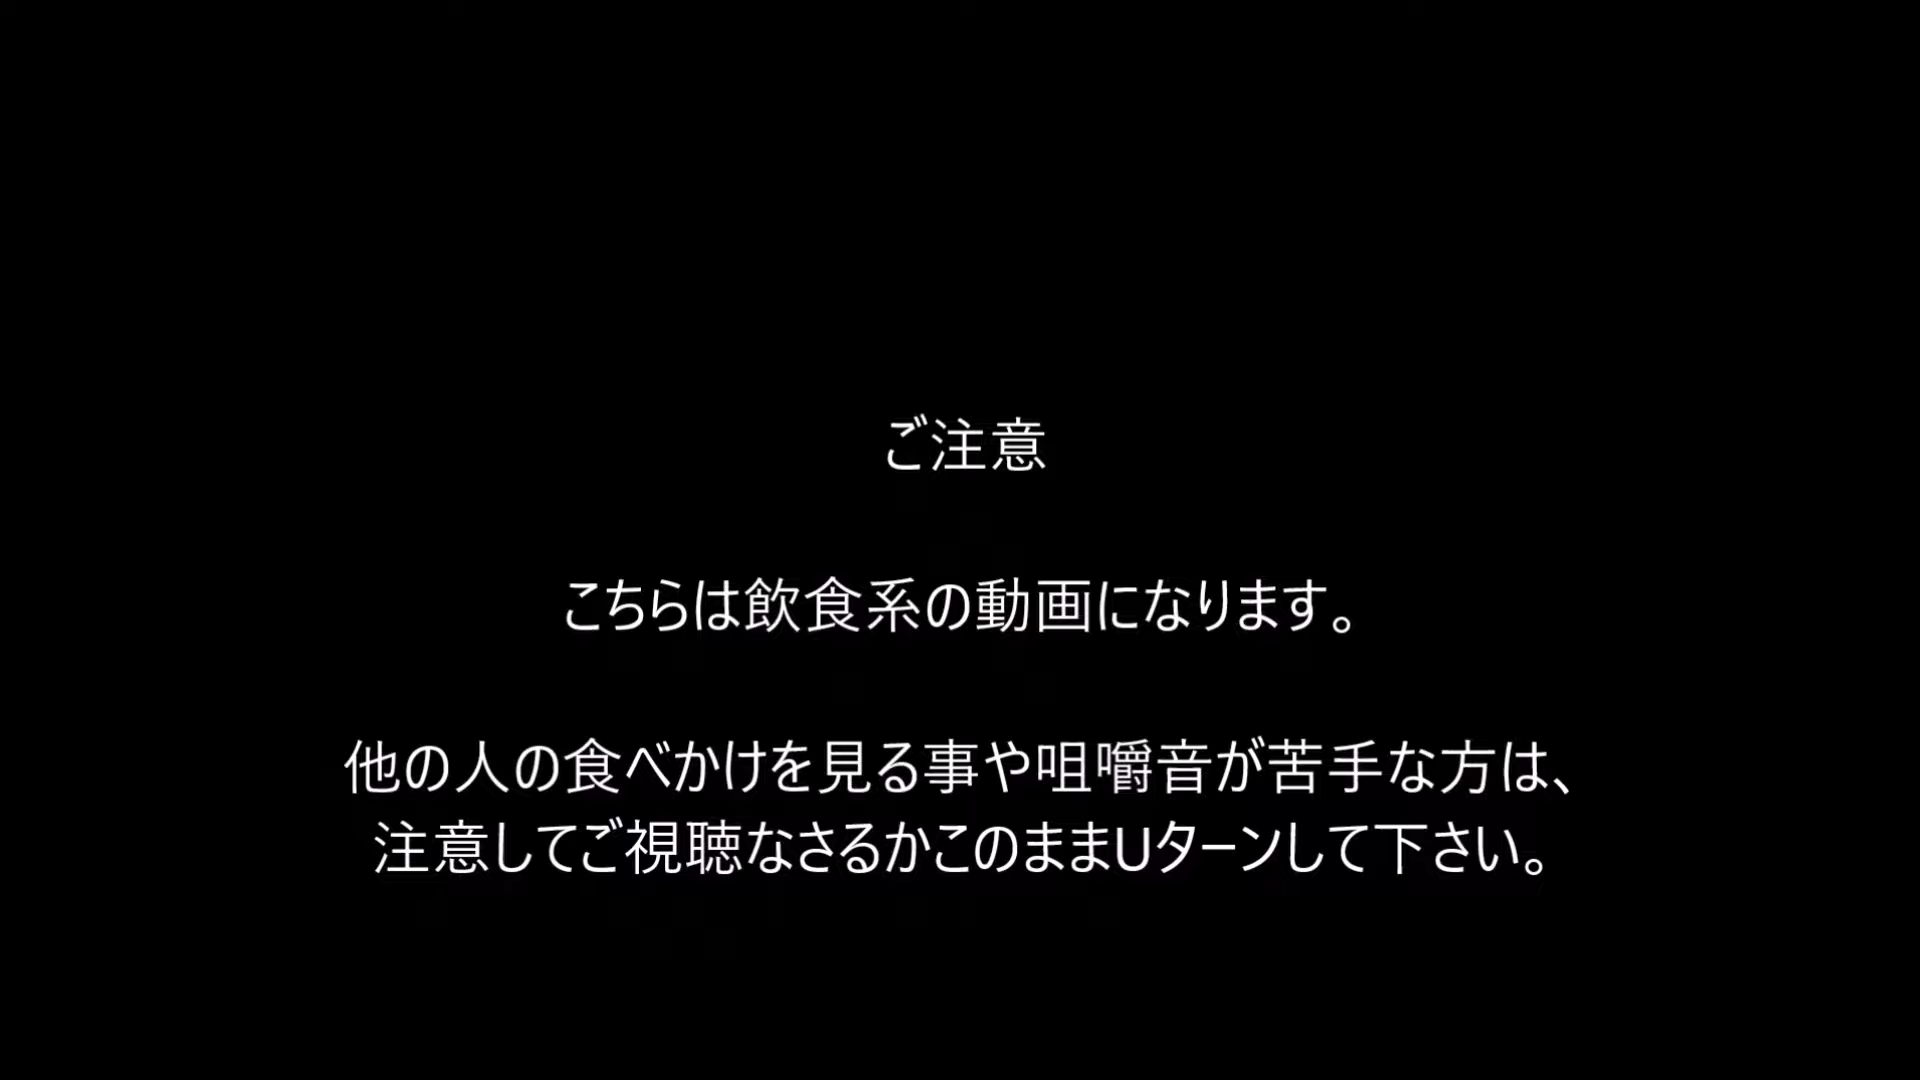 ご注意
こちらは飲食系の動画になります。
他の人の食べかけを見る事や咀嚼音が苦手な方は、
注意してご視聴なさるかこのままUターンして下さい。